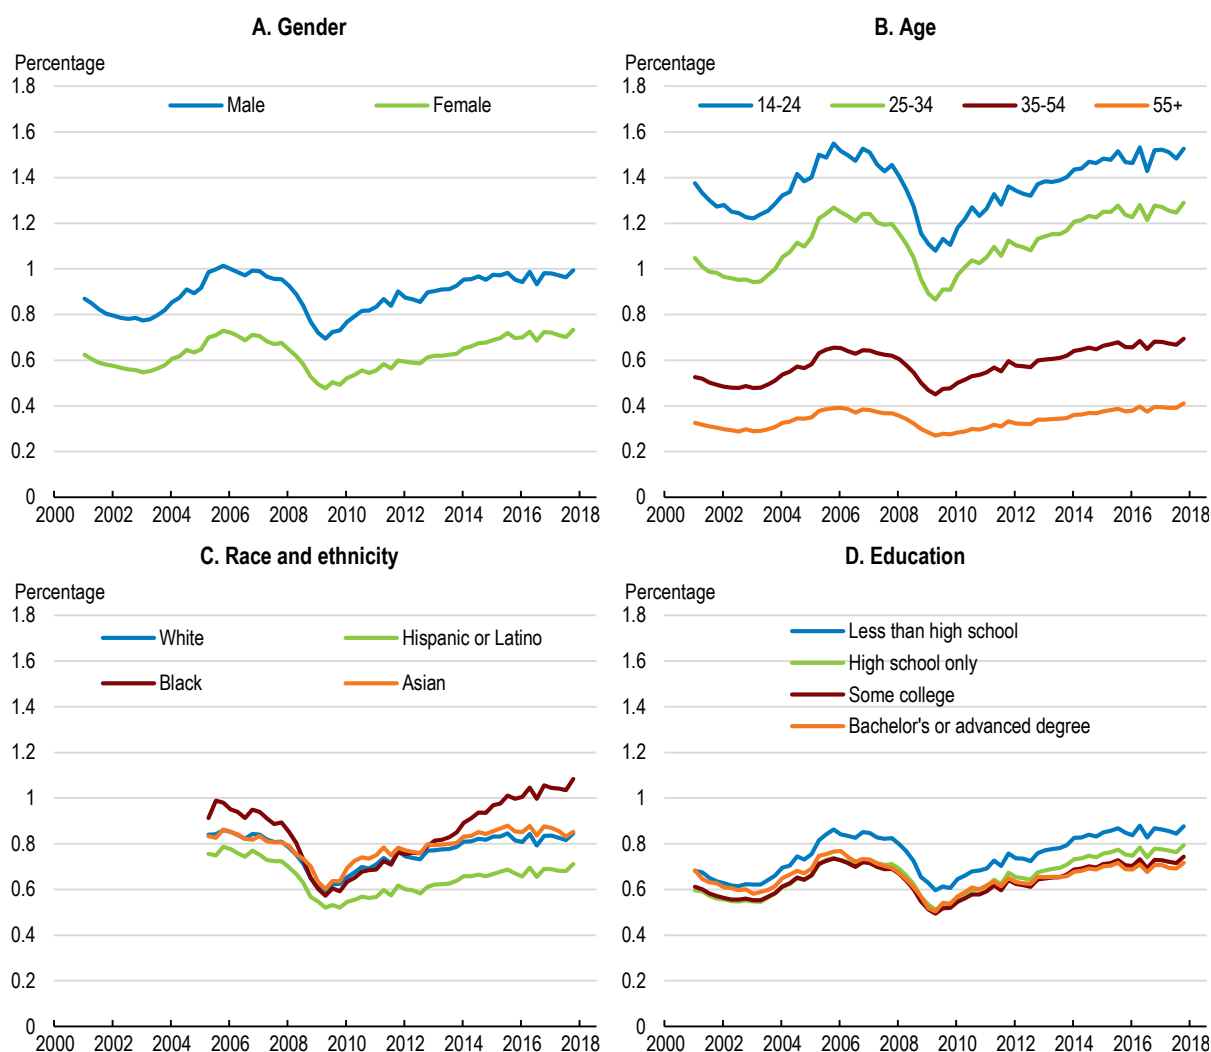 A. Gender
Percentage
1.8
1.6
1.4
1.2
1
0.8
0.6
0.4
0.2
0
Male Female
2000 2002 2004 2006 2008 2010 2012 2014 2016 2018
B. Age
Percentage
1.8
1.6
1.4
1.2
1
0.8
0.6
0.4
0.2
0
14-24 25-34 35-54 55+
2000 2002 2004 2006 2008 2010 2012 2014 2016 2018
C. Race and ethnicity
Percentage
1.8
1.6
1.4
1.2
1
0.8
0.6
0.4
0.2
0
White Hispanic or Latino
Black Asian
2000 2002 2004 2006 2008 2010 2012 2014 2016 2018
D. Education
Percentage
1.8
1.6
1.4
1.2
1
0.8
0.6
0.4
0.2
0
Less than high school
High school only
Some college
Bachelor's or advanced degree
2000 2002 2004 2006 2008 2010 2012 2014 2016 2018